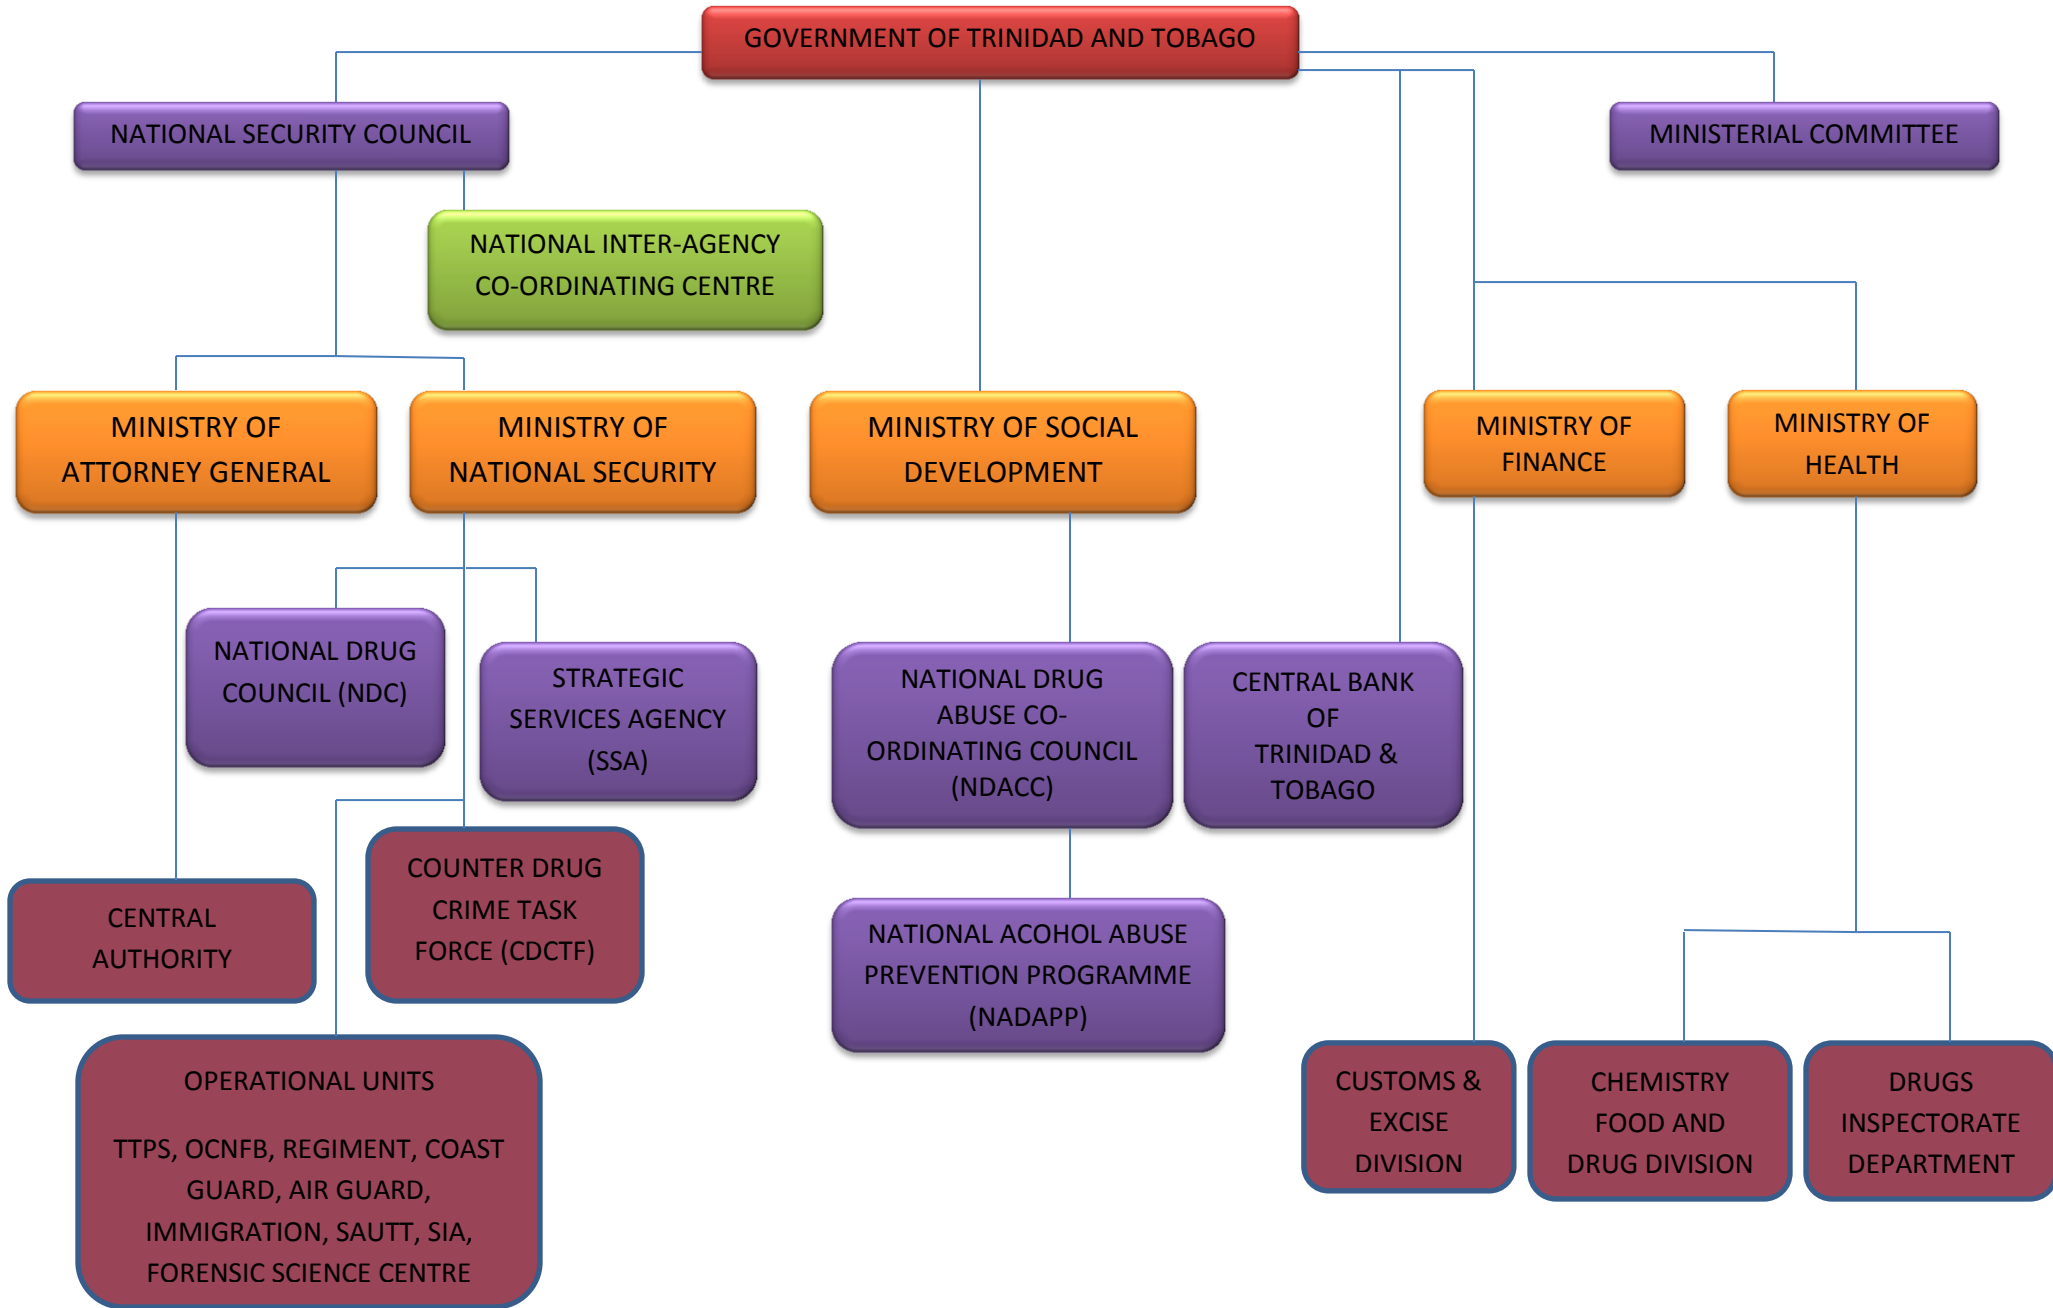 GOVERNMENT OF TRINIDAD AND TOBAGO
NATIONAL SECURITY COUNCIL
MINISTERIAL COMMITTEE
NATIONAL INTER-AGENCY
CO-ORDINATING CENTRE
MINISTRY OF
ATTORNEY GENERAL
MINISTRY OF
NATIONAL SECURITY
MINISTRY OF SOCIAL
DEVELOPMENT
MINISTRY OF
FINANCE
MINISTRY OF
HEALTH
NATIONAL DRUG
COUNCIL (NDC)
STRATEGIC
SERVICES AGENCY
(SSA)
NATIONAL DRUG
ABUSE CO-
ORDINATING COUNCIL
(NDACC)
CENTRAL BANK
OF
TRINIDAD &
TOBAGO
CENTRAL
AUTHORITY
COUNTER DRUG
CRIME TASK
FORCE (CDCTF)
NATIONAL ACOHOL ABUSE
PREVENTION PROGRAMME
(NADAPP)
OPERATIONAL UNITS
TTPS, OCNFB, REGIMENT, COAST
GUARD, AIR GUARD,
IMMIGRATION, SAUTT, SIA,
FORENSIC SCIENCE CENTRE
CUSTOMS &
EXCISE
DIVISION
CHEMISTRY
FOOD AND
DRUG DIVISION
DRUGS
INSPECTORATE
DEPARTMENT